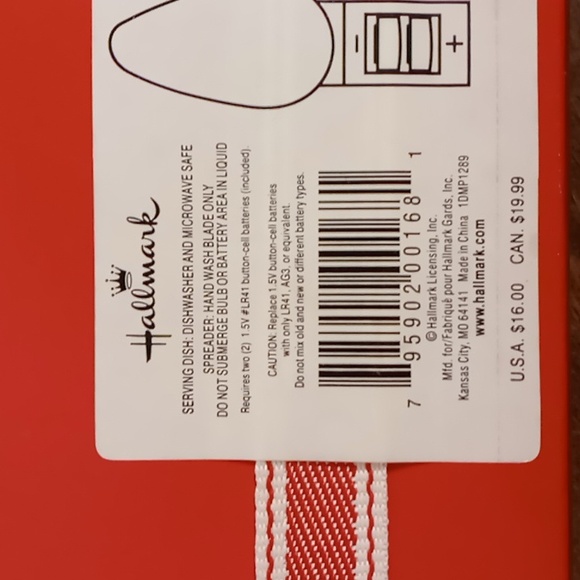 Hallmark
SERVING DISH: DISHWASHER AND MICROWAVE SAFE
SPREADER: HAND WASH BLADE ONLY
DO NOT SUBMERGE BULB OR BATTERY AREA IN LIQUID
Requires two (2) 1.5V #LR41 button-cell batteries (included).
CAUTION: Replace 1.5V button-cell batteries
with only LR41, AG3, or equivalent.
Do not mix old and new or different battery types.
7 95902 00168 1
© Hallmark Licensing, Inc.
Mfd. for/Fabriqué pour Hallmark Cards, Inc.
Kansas City, MO 64141 Made in China 1DMP1289
www.hallmark.com
U.S.A. $16.00 CAN. $19.99
- +